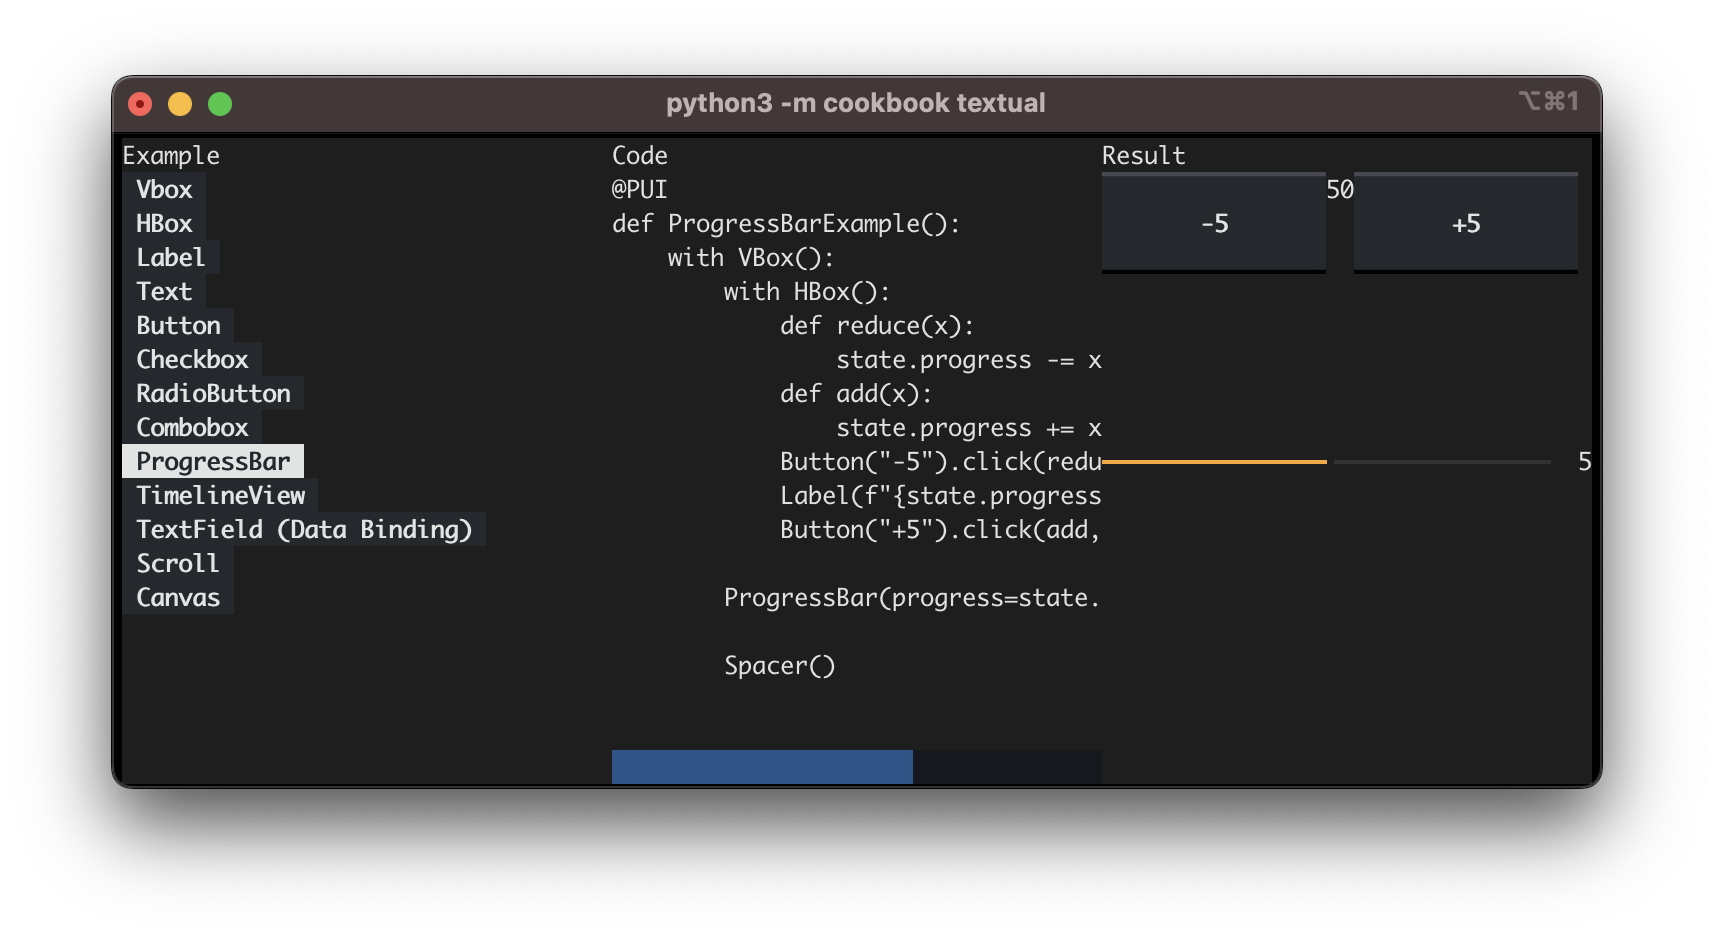 python3 -m cookbook textual
⌥⌘1
Example
Vbox
HBox
Label
Text
Button
Checkbox
RadioButton
Combobox
ProgressBar
TimelineView
TextField (Data Binding)
Scroll
Canvas
Code
@PUI
def ProgressBarExample():
    with VBox():
        with HBox():
            def reduce(x):
                state.progress -= x
            def add(x):
                state.progress += x
            Button("-5").click(redu
            Label(f"{state.progress
            Button("+5").click(add,
        ProgressBar(progress=state.
        Spacer()
Result
-5
50
+5
5